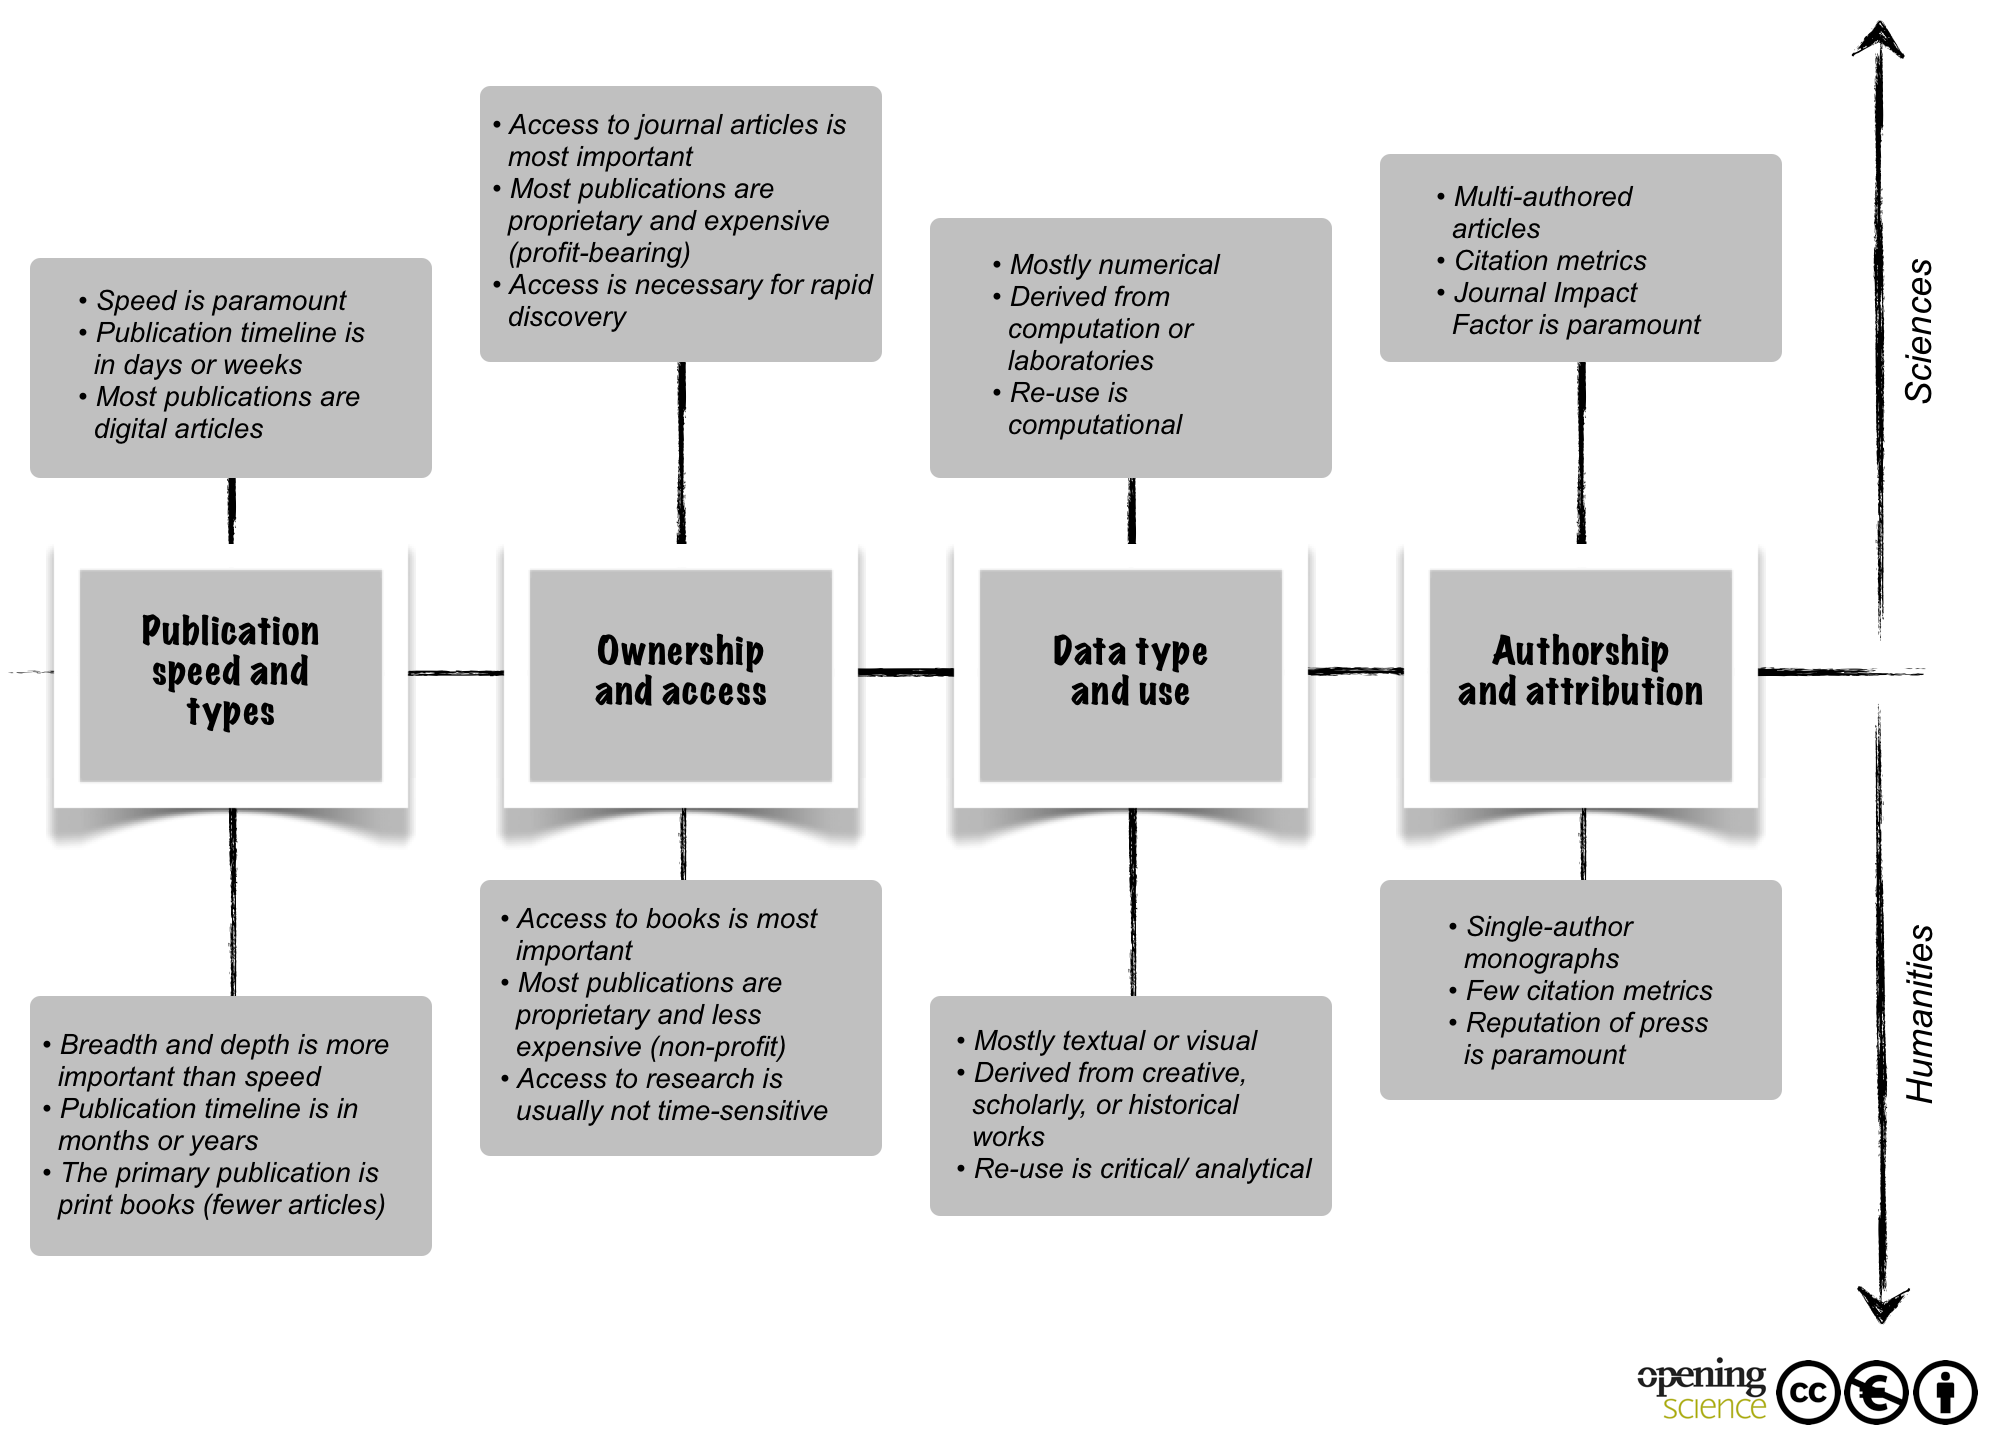 • Speed is paramount
• Publication timeline is
in days or weeks
• Most publications are
digital articles
• Access to journal articles is
most important
• Most publications are
proprietary and expensive
(profit-bearing)
• Access is necessary for rapid
discovery
• Mostly numerical
• Derived from
computation or
laboratories
• Re-use is
computational
• Multi-authored
articles
• Citation metrics
• Journal Impact
Factor is paramount
Sciences
Publication
speed and
types
Ownership
and access
Data type
and use
Authorship
and attribution
• Breadth and depth is more
important than speed
• Publication timeline is in
months or years
• The primary publication is
print books (fewer articles)
• Access to books is most
important
• Most publications are
proprietary and less
expensive (non-profit)
• Access to research is
usually not time-sensitive
• Mostly textual or visual
• Derived from creative,
scholarly, or historical
works
• Re-use is critical/ analytical
• Single-author
monographs
• Few citation metrics
• Reputation of press
is paramount
Humanities
opening
science
cc
€